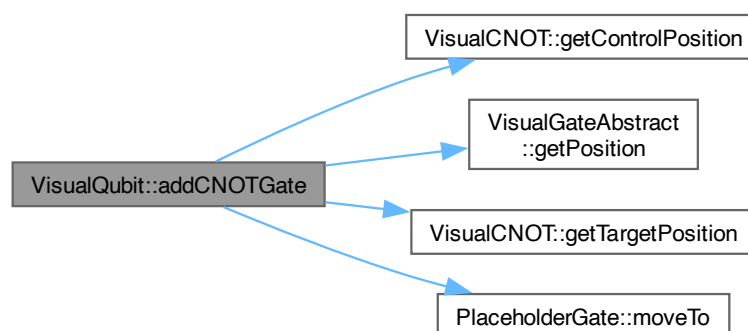 VisualCNOT::getControlPosition
VisualGateAbstract
::getPosition
VisualQubit::addCNOTGate
VisualCNOT::getTargetPosition
PlaceholderGate::moveTo